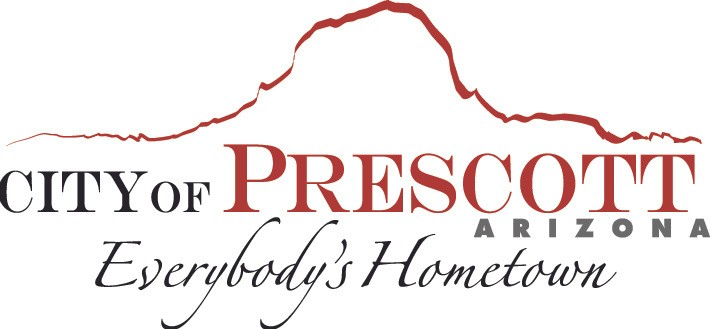 CITY OF PRESCOTT
ARIZONA
Everybody's Hometown